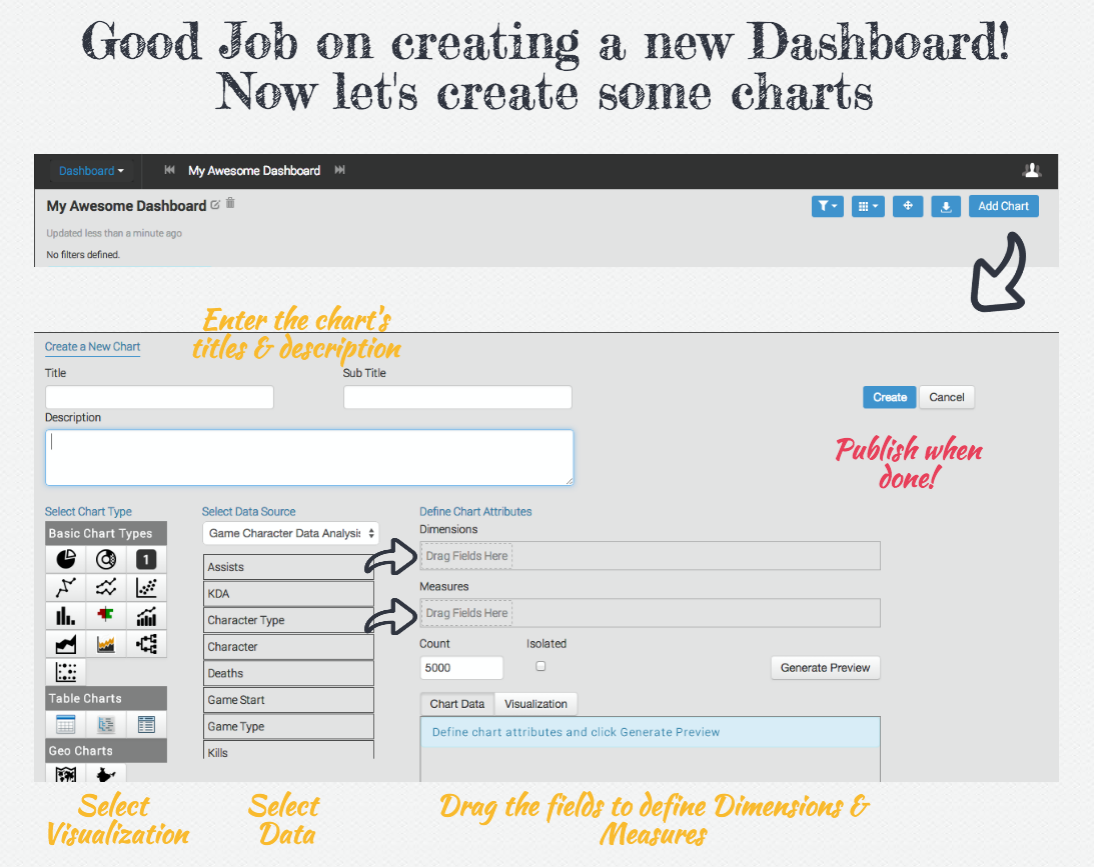 Good Job on creating a new Dashboard!
Now let's create some charts
Dashboard
My Awesome Dashboard
My Awesome Dashboard
Add Chart
Updated less than a minute ago
No filters defined.
Enter the chart's
titles & description
Create a New Chart
Title
Sub Title
Create
Cancel
Description
Publish when
done!
Select Chart Type
Select Data Source
Define Chart Attributes
Basic Chart Types
1
Game Character Data Analysis
Dimensions
Drag Fields Here
Assists
KDA
Character Type
Character
Deaths
Game Start
Game Type
Kills
Measures
Drag Fields Here
Count
Isolated
5000
Generate Preview
Chart Data
Visualization
Define chart attributes and click Generate Preview
Table Charts
Geo Charts
Select
Visualization
Select
Data
Drag the fields to define Dimensions &
Measures